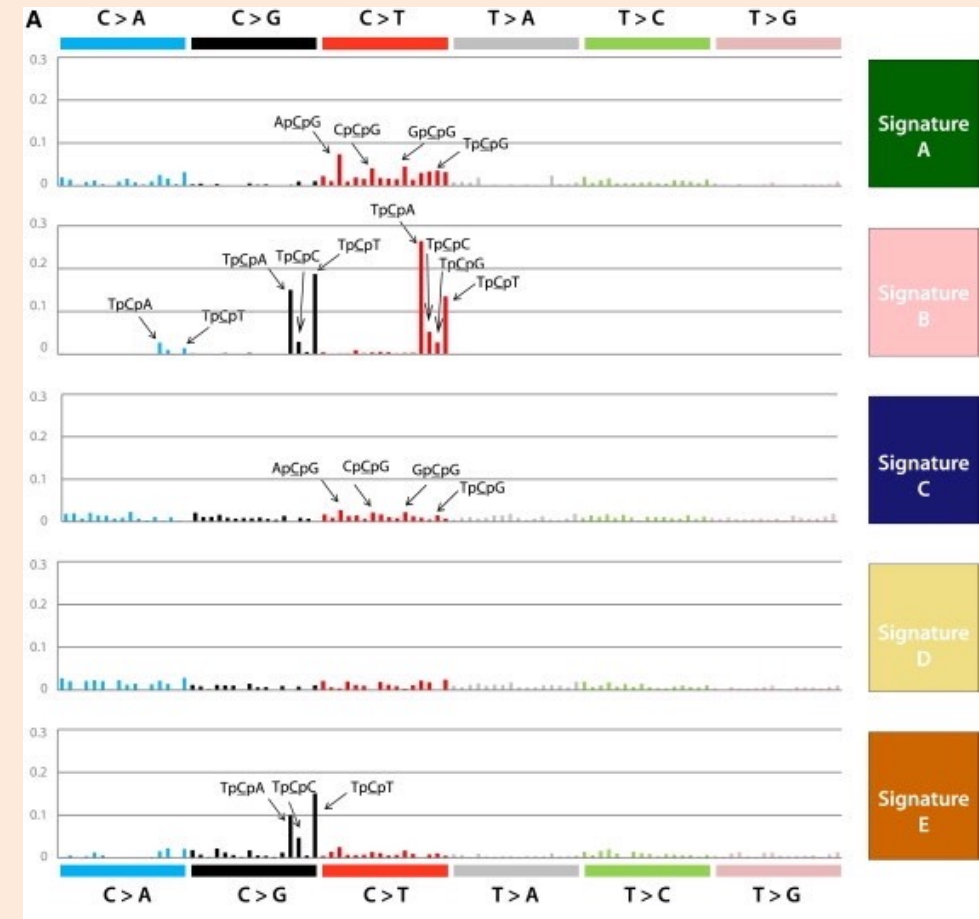 A
C > A C > G C > T T > A T > C T > G
0.3
0.2
0.1
0
ApCpG
CpCpG
GpCpG
TpCpG
Signature
A
0.3
0.2
0.1
0
TpCpA
TpCpT
TpCpA
TpCpC
TpCpT
TpCpA
TpCpC
TpCpG
TpCpT
Signature
B
0.3
0.2
0.1
0
ApCpG
CpCpG
GpCpG
TpCpG
Signature
C
0.3
0.2
0.1
0
Signature
D
0.3
0.2
0.1
0
TpCpA
TpCpC
TpCpT
Signature
E
C > A C > G C > T T > A T > C T > G